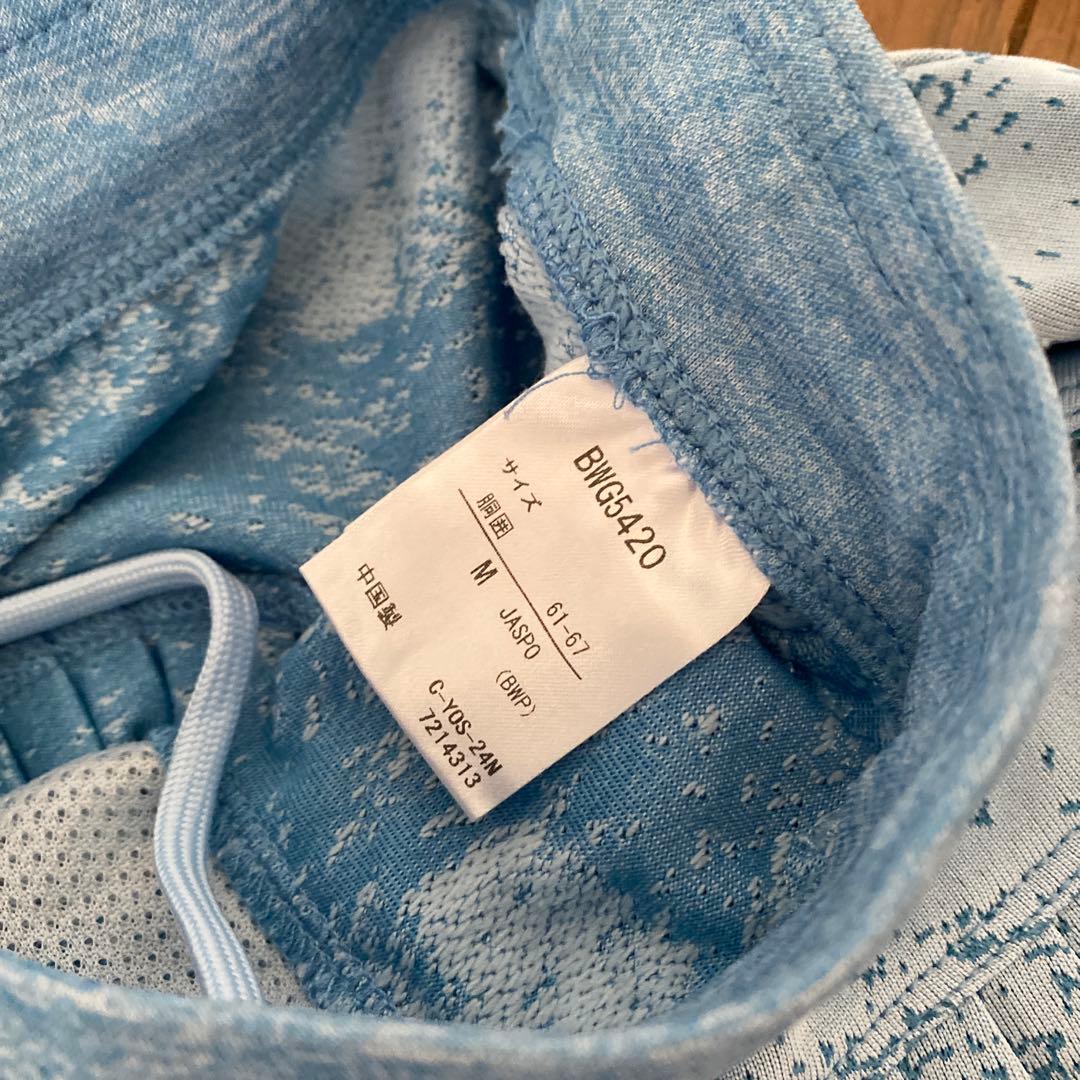 BWG5420
サイズ
胴囲 61-67
M JASPO (BWP)
中国製
C-YOS-24N
7214313